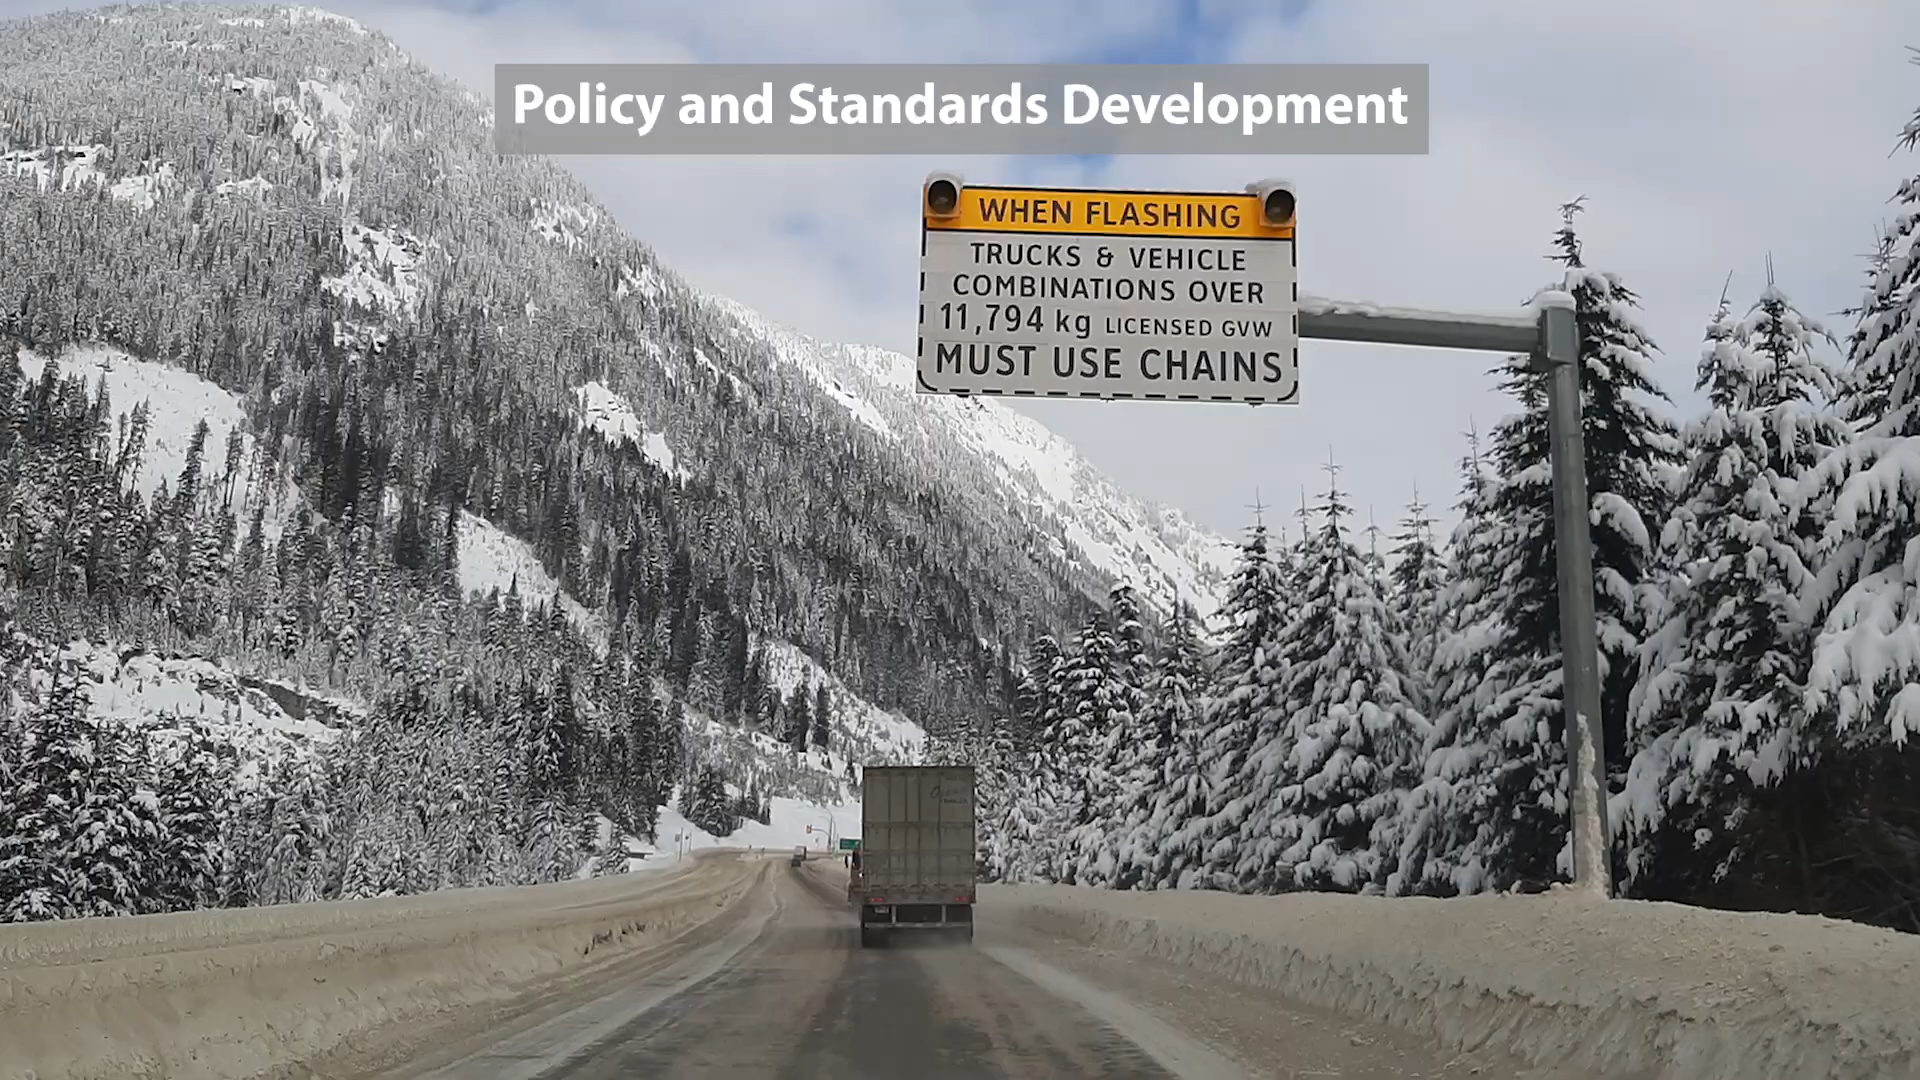 Policy and Standards Development
WHEN FLASHING
TRUCKS & VEHICLE
COMBINATIONS OVER
11,794 kg LICENSED GVW
MUST USE CHAINS